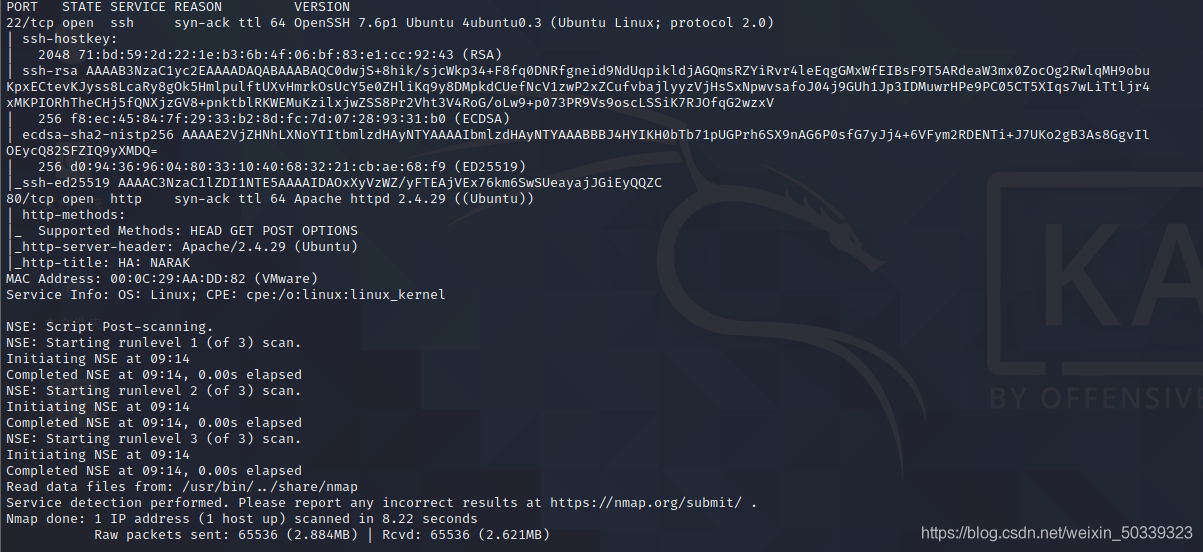 PORT   STATE SERVICE REASON         VERSION
22/tcp open  ssh     syn-ack ttl 64 OpenSSH 7.6p1 Ubuntu 4ubuntu0.3 (Ubuntu Linux; protocol 2.0)
| ssh-hostkey:
|   2048 71:bd:59:2d:22:1e:b3:6b:4f:06:bf:83:e1:cc:92:43 (RSA)
| ssh-rsa AAAAB3NzaC1yc2EAAAADAQABAAABAQC0dwjS+8hik/sjcWkp34+F8fq0DNRfgneid9NdUqpikldjAGQmsRZYiRvr4leEqgGMxWfEIBsF9T5ARdeaW3mx0ZocOg2RwlqMH9obu
KpxECtevKJyss8LcaRy8gOk5HmlpulftUXvHmrkOsUcY5e0ZHliKq9y8DMpkdCUefNcV1zwP2xZCufvbajlyyzVjHsSxNpwvsafoJ04j9GUh1Jp3IDMuwrHPe9PC05CT5XIqs7wLiTtljr4
xMKPIORhTheCHj5fQNXjzGV8+pnktblRKWEMuKzilxjwZSS8Pr2Vht3V4RoG/oLw9+p073PR9Vs9oscLSSiK7RJOfqG2wzxV
|   256 f8:ec:45:84:7f:29:33:b2:8d:fc:7d:07:28:93:31:b0 (ECDSA)
| ecdsa-sha2-nistp256 AAAAE2VjZHNhLXNoYTItbmlzdHAyNTYAAAAIbmlzdHAyNTYAAABBBJ4HYIKH0bTb71pUGPrh6SX9nAG6P0sfG7yJj4+6VFym2RDENTi+J7UKo2gB3As8GgvIl
OEycQ82SFZIQ9yXMDQ=
|   256 d0:94:36:96:04:80:33:10:40:68:32:21:cb:ae:68:f9 (ED25519)
|_ssh-ed25519 AAAAC3NzaC1lZDI1NTE5AAAAIDAOxXyVzWZ/yFTEAjVEx76km6SwSUeayajJGiEyQQZC
80/tcp open  http    syn-ack ttl 64 Apache httpd 2.4.29 ((Ubuntu))
| http-methods:
|_  Supported Methods: HEAD GET POST OPTIONS
|_http-server-header: Apache/2.4.29 (Ubuntu)
|_http-title: HA: NARAK
MAC Address: 00:0C:29:AA:DD:82 (VMware)
Service Info: OS: Linux; CPE: cpe:/o:linux:linux_kernel
NSE: Script Post-scanning.
NSE: Starting runlevel 1 (of 3) scan.
Initiating NSE at 09:14
Completed NSE at 09:14, 0.00s elapsed
NSE: Starting runlevel 2 (of 3) scan.
Initiating NSE at 09:14
Completed NSE at 09:14, 0.00s elapsed
NSE: Starting runlevel 3 (of 3) scan.
Initiating NSE at 09:14
Completed NSE at 09:14, 0.00s elapsed
Read data files from: /usr/bin/../share/nmap
Service detection performed. Please report any incorrect results at https://nmap.org/submit/ .
Nmap done: 1 IP address (1 host up) scanned in 8.22 seconds
           Raw packets sent: 65536 (2.884MB) | Rcvd: 65536 (2.621MB)
KA
BY OFFENSIVE
https://blog.csdn.net/weixin_50339323